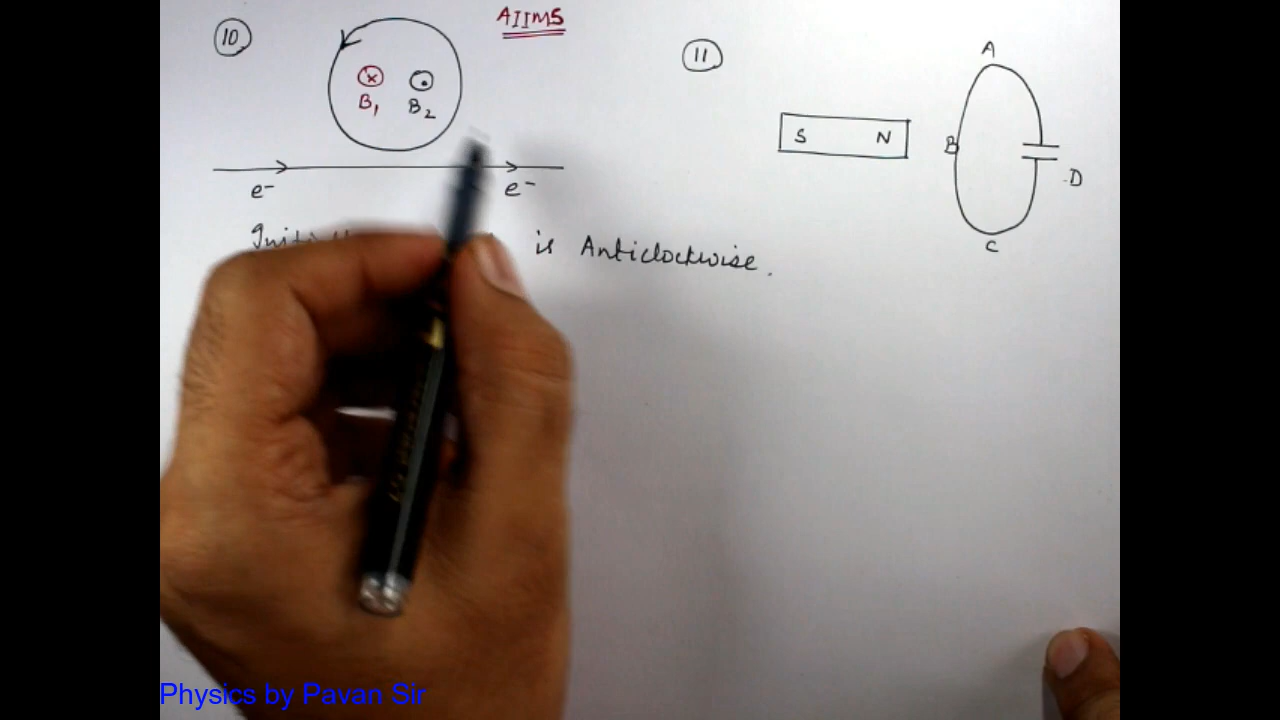 10
AIIMS
B1
B2
e-
e-
is Anticlockwise.
11
A
S N
B
D
C
Physics by Pavan Sir